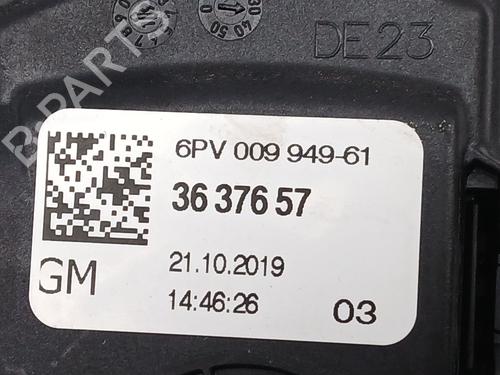 DE23
B-PARTS
6PV 009 949-61
36 376 57
GM
21.10.2019
14:46:26
03